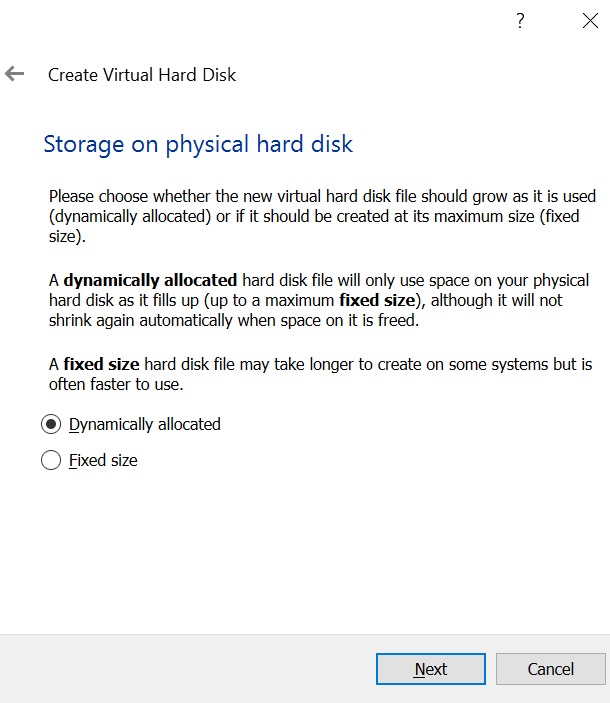 ?
Create Virtual Hard Disk
Storage on physical hard disk
Please choose whether the new virtual hard disk file should grow as it is used
(dynamically allocated) or if it should be created at its maximum size (fixed
size).
A dynamically allocated hard disk file will only use space on your physical
hard disk as it fills up (up to a maximum fixed size), although it will not
shrink again automatically when space on it is freed.
A fixed size hard disk file may take longer to create on some systems but is
often faster to use.
Dynamically allocated
Fixed size
Next Cancel